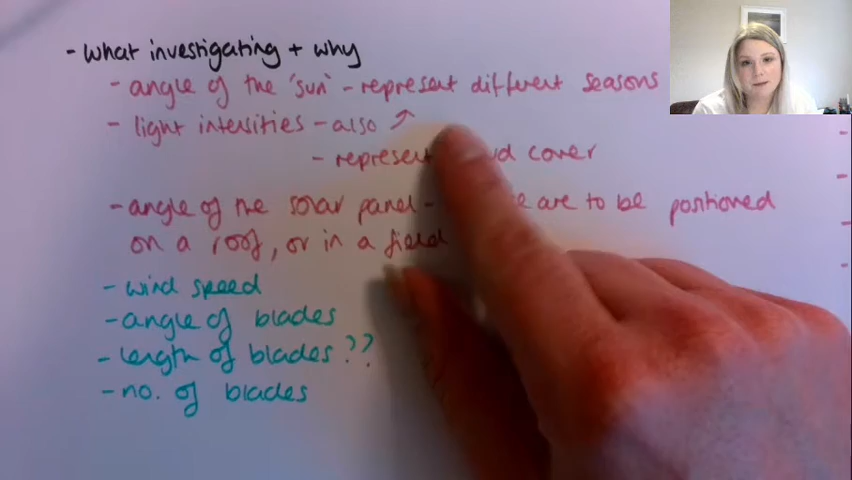 - what investigating + why
- angle of the 'sun' - represent different seasons
- light intensities - also ↗
- represent cover
- angle of the solar panel - are to be positioned
on a roof, or in a field
- wind speed
- angle of blades
- length of blades ??
- no. of blades